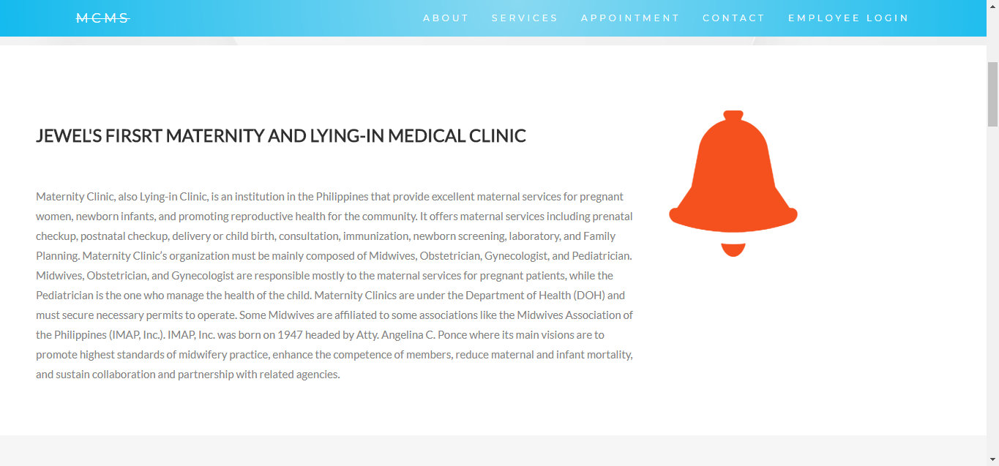 MCMS
ABOUT SERVICES APPOINTMENT CONTACT EMPLOYEE LOGIN
JEWEL'S FIRSRT MATERNITY AND LYING-IN MEDICAL CLINIC
Maternity Clinic, also Lying-in Clinic, is an institution in the Philippines that provide excellent maternal services for pregnant
women, newborn infants, and promoting reproductive health for the community. It offers maternal services including prenatal
checkup, postnatal checkup, delivery or child birth, consultation, immunization, newborn screening, laboratory, and Family
Planning. Maternity Clinic’s organization must be mainly composed of Midwives, Obstetrician, Gynecologist, and Pediatrician.
Midwives, Obstetrician, and Gynecologist are responsible mostly to the maternal services for pregnant patients, while the
Pediatrician is the one who manage the health of the child. Maternity Clinics are under the Department of Health (DOH) and
must secure necessary permits to operate. Some Midwives are affiliated to some associations like the Midwives Association of
the Philippines (IMAP, Inc.). IMAP, Inc. was born on 1947 headed by Atty. Angelina C. Ponce where its main visions are to
promote highest standards of midwifery practice, enhance the competence of members, reduce maternal and infant mortality,
and sustain collaboration and partnership with related agencies.